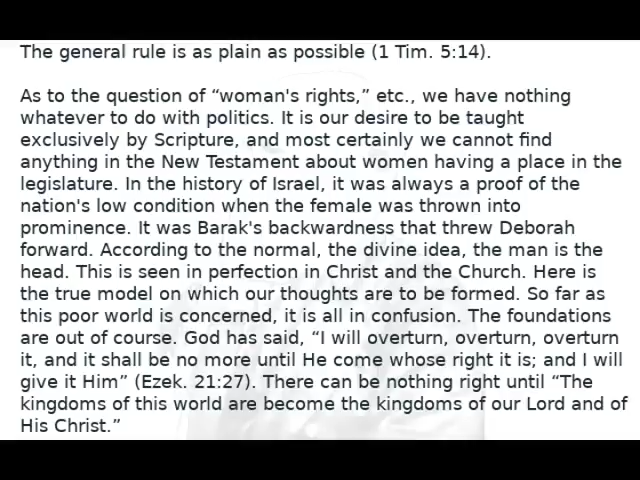 The general rule is as plain as possible (1 Tim. 5:14).
As to the question of “woman's rights,” etc., we have nothing
whatever to do with politics. It is our desire to be taught
exclusively by Scripture, and most certainly we cannot find
anything in the New Testament about women having a place in the
legislature. In the history of Israel, it was always a proof of the
nation's low condition when the female was thrown into
prominence. It was Barak's backwardness that threw Deborah
forward. According to the normal, the divine idea, the man is the
head. This is seen in perfection in Christ and the Church. Here is
the true model on which our thoughts are to be formed. So far as
this poor world is concerned, it is all in confusion. The foundations
are out of course. God has said, “I will overturn, overturn, overturn
it, and it shall be no more until He come whose right it is; and I will
give it Him” (Ezek. 21:27). There can be nothing right until “The
kingdoms of this world are become the kingdoms of our Lord and of
His Christ.”